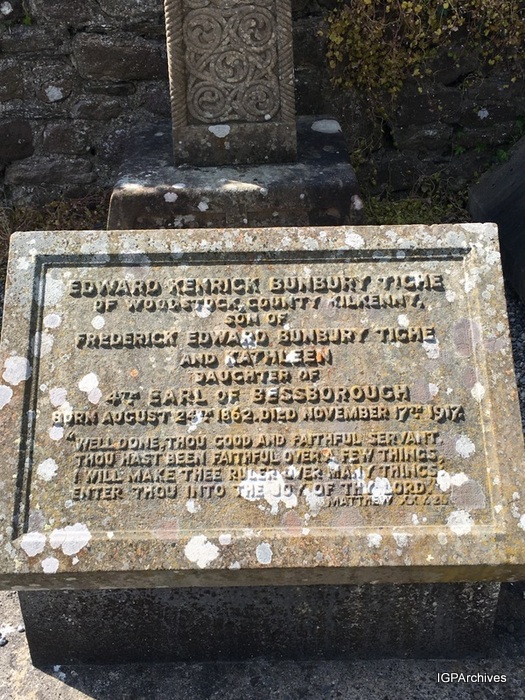 EDWARD KENRICK BUNBURY TIGHE
OF WOODSTOCK, COUNTY KILKENNY,
SON OF
FREDERICK EDWARD BUNBURY TIGHE
AND KATHLEEN
DAUGHTER OF
4TH EARL OF BESSBOROUGH
BORN AUGUST 24TH 1862. DIED NOVEMBER 17TH 1917.
"WELL DONE, THOU GOOD AND FAITHFUL SERVANT.
THOU HAST BEEN FAITHFUL OVER A FEW THINGS,
I WILL MAKE THEE RULER OVER MANY THINGS,
ENTER THOU INTO THE JOY OF THY LORD".
MATTHEW XXV.21.
IGPArchives